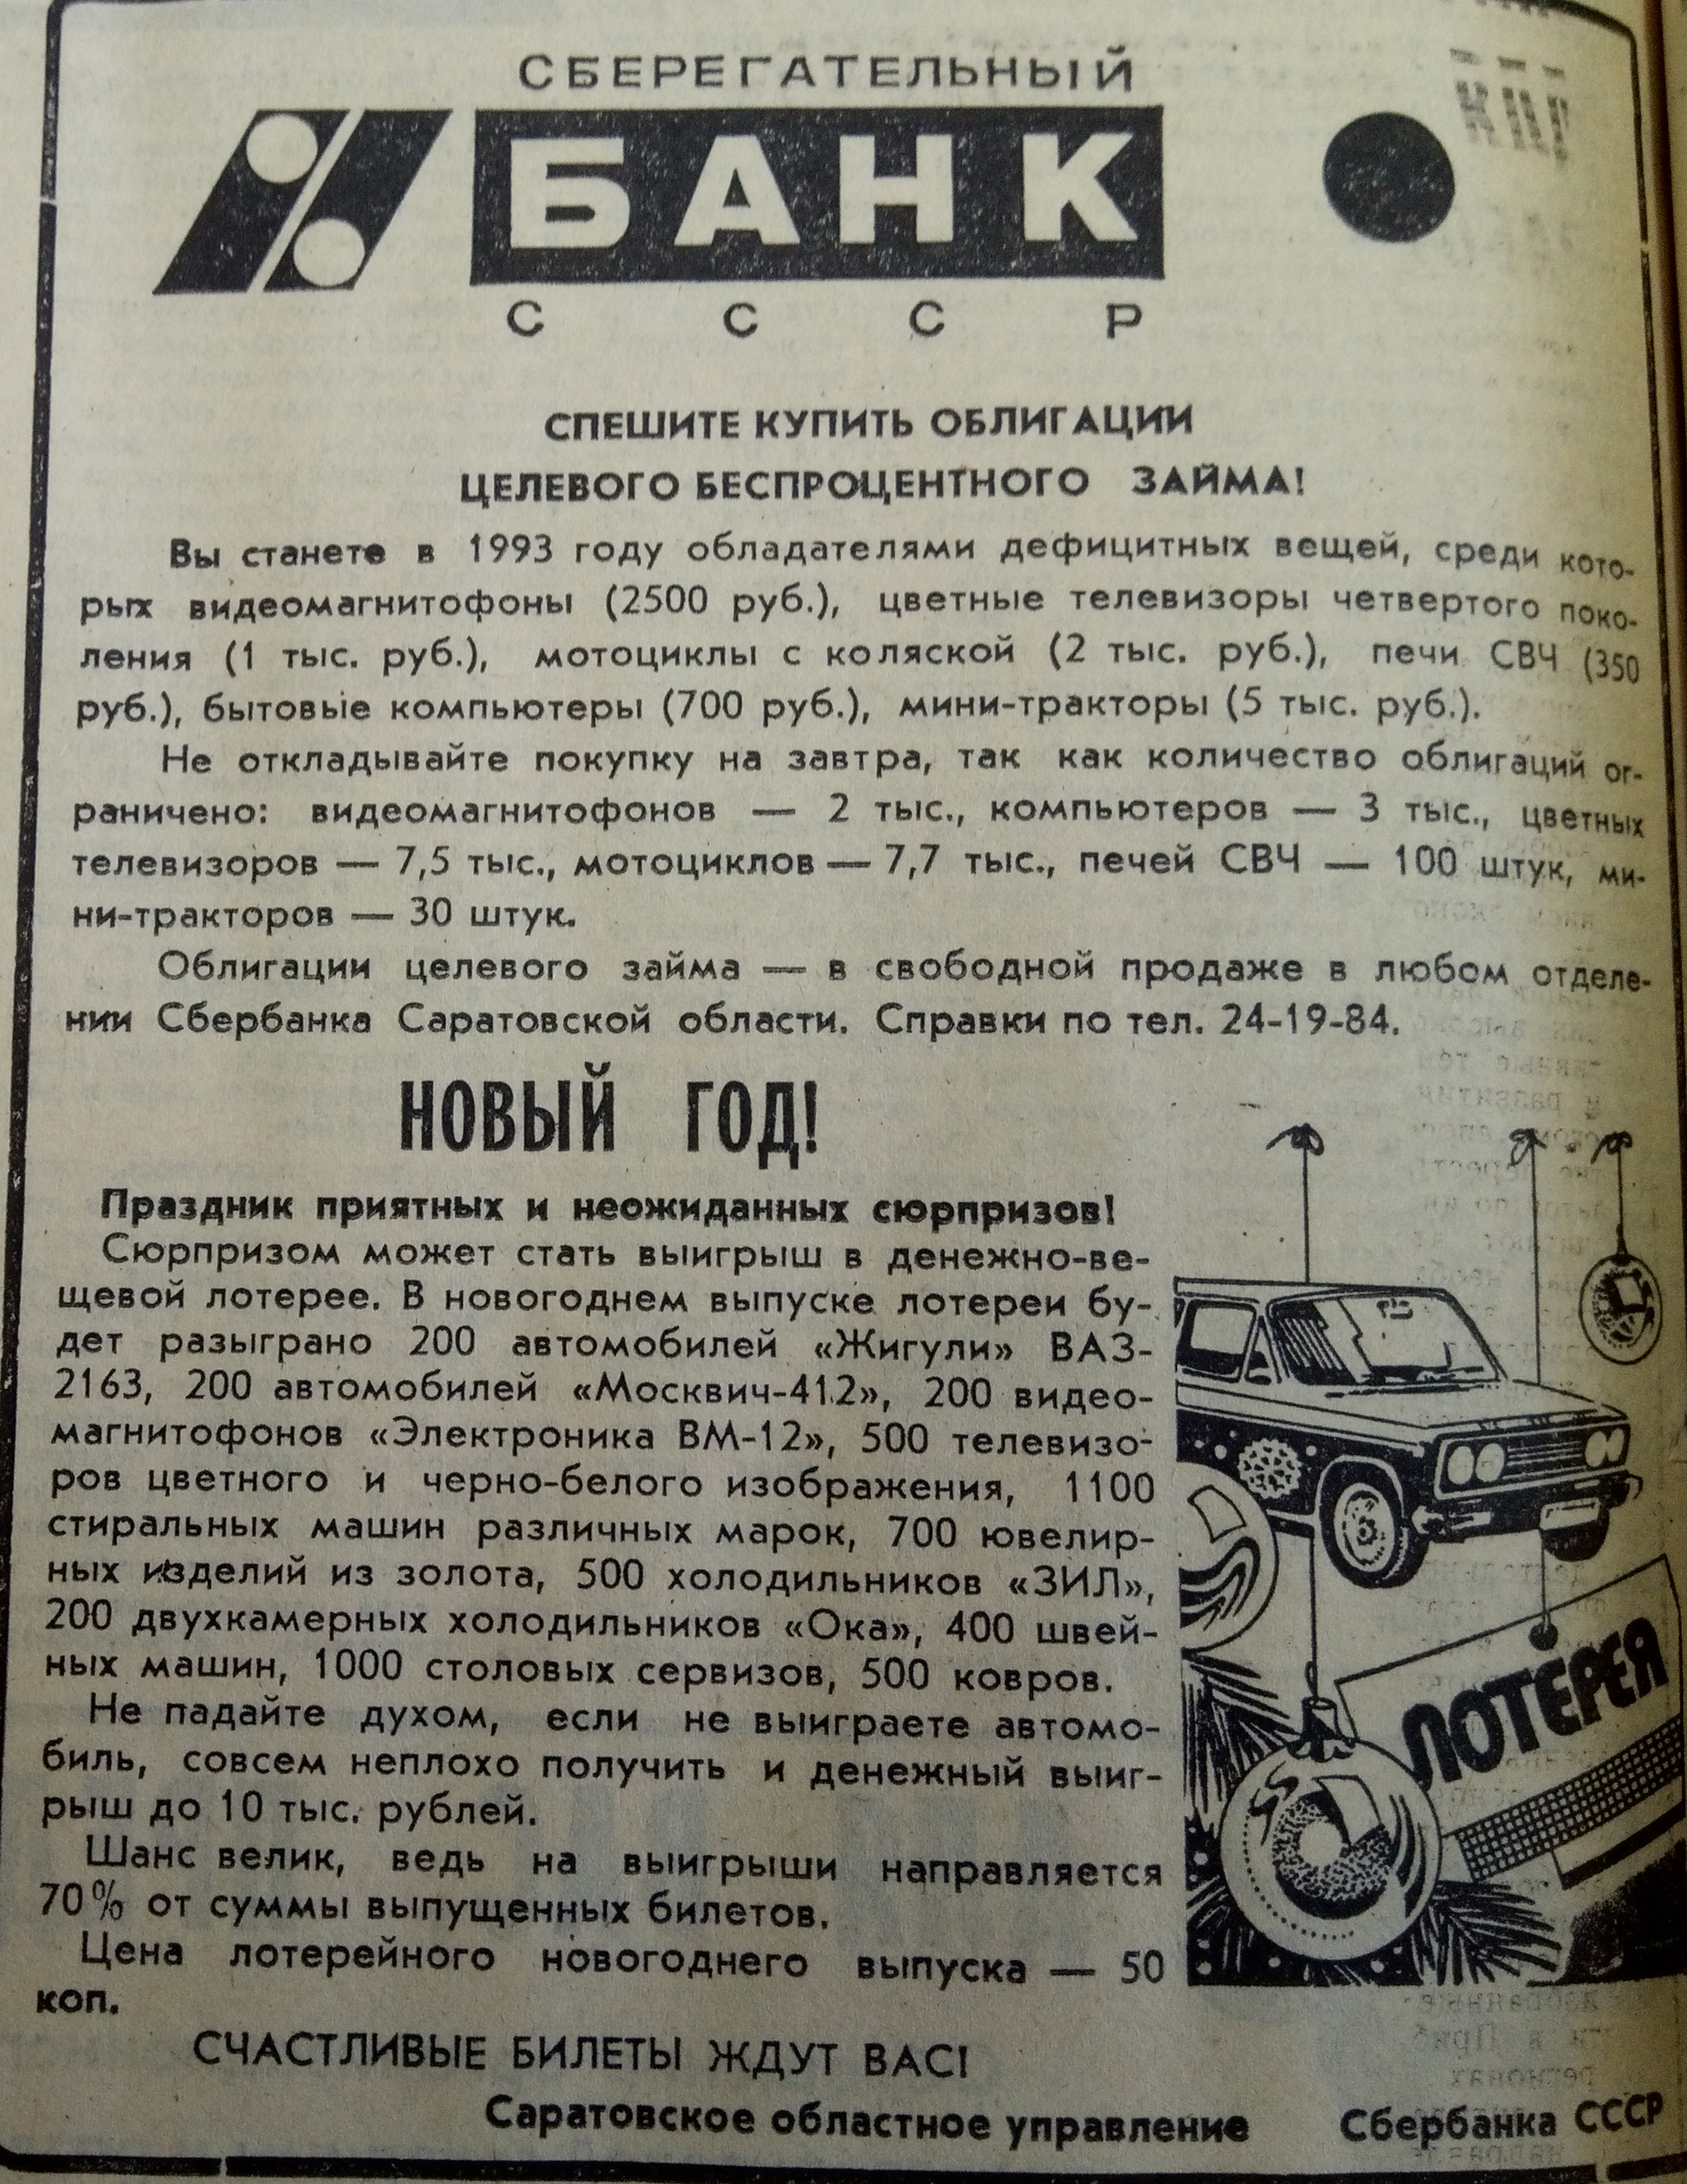 СБЕРЕГАТЕЛЬНЫЙ
БАНК
СССР
СПЕШИТЕ КУПИТЬ ОБЛИГАЦИИ
ЦЕЛЕВОГО БЕСПРОЦЕНТНОГО ЗАЙМА!
Вы станете в 1993 году обладателями дефицитных вещей, среди кото-
рых видеомагнитофоны (2500 руб.), цветные телевизоры четвертого поко-
ления (1 тыс. руб.), мотоциклы с коляской (2 тыс. руб.), печи СВЧ (350
руб.), бытовые компьютеры (700 руб.), мини-тракторы (5 тыс. руб.).
Не откладывайте покупку на завтра, так как количество облигаций ог-
раничено: видеомагнитофонов — 2 тыс., компьютеров — 3 тыс., цветных
телевизоров — 7,5 тыс., мотоциклов — 7,7 тыс., печей СВЧ — 100 штук, ми-
ни-тракторов — 30 штук.
Облигации целевого займа — в свободной продаже в любом отделе-
нии Сбербанка Саратовской области. Справки по тел. 24-19-84.
НОВЫЙ ГОД!
Праздник приятных и неожиданных сюрпризов!
Сюрпризом может стать выигрыш в денежно-ве-
щевой лотерее. В новогоднем выпуске лотереи бу-
дет разыграно 200 автомобилей «Жигули» ВАЗ-
2163, 200 автомобилей «Москвич-412», 200 видео-
магнитофонов «Электроника ВМ-12», 500 телевизо-
ров цветного и черно-белого изображения, 1100
стиральных машин различных марок, 700 ювелир-
ных изделий из золота, 500 холодильников «ЗИЛ»,
200 двухкамерных холодильников «Ока», 400 швей-
ных машин, 1000 столовых сервизов, 500 ковров.
Не падайте духом, если не выиграете автомо-
биль, совсем неплохо получить и денежный выиг-
рыш до 10 тыс. рублей.
Шанс велик, ведь на выигрыши направляется
70% от суммы выпущенных билетов.
Цена лотерейного новогоднего выпуска — 50
коп.
ЛОТЕРЕЯ
СЧАСТЛИВЫЕ БИЛЕТЫ ЖДУТ ВАС!
Саратовское областное управление Сбербанка СССР